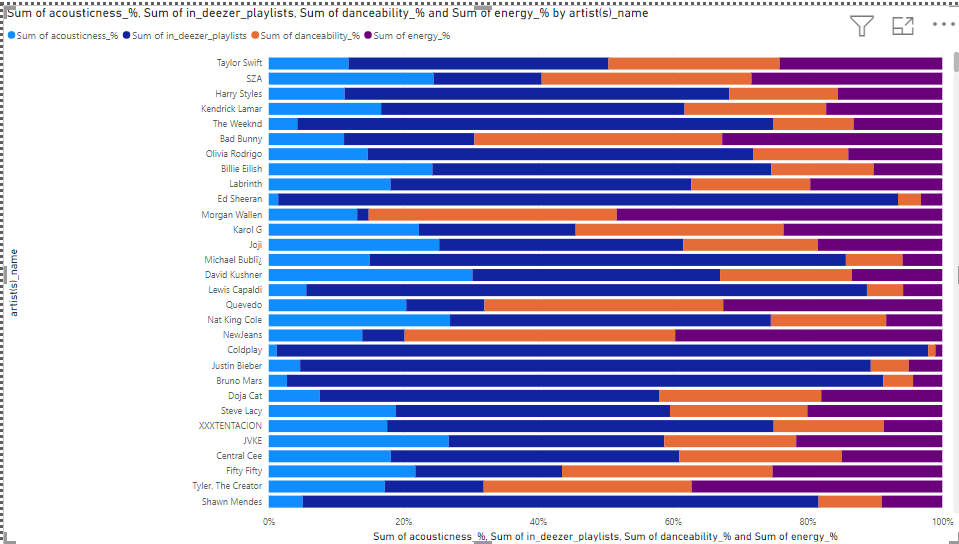 Sum of acousticness_%, Sum of in_deezer_playlists, Sum of danceability_% and Sum of energy_% by artist(s)_name
Sum of acousticness_% Sum of in_deezer_playlists Sum of danceability_% Sum of energy_%
artist(s)_name
Taylor Swift
SZA
Harry Styles
Kendrick Lamar
The Weeknd
Bad Bunny
Olivia Rodrigo
Billie Eilish
Labrinth
Ed Sheeran
Morgan Wallen
Karol G
Joji
Michael Bublï¿
David Kushner
Lewis Capaldi
Quevedo
Nat King Cole
NewJeans
Coldplay
Justin Bieber
Bruno Mars
Doja Cat
Steve Lacy
XXXTENTACION
JVKE
Central Cee
Fifty Fifty
Tyler, The Creator
Shawn Mendes
0% 20% 40% 60% 80% 100%
Sum of acousticness_%, Sum of in_deezer_playlists, Sum of danceability_% and Sum of energy_%